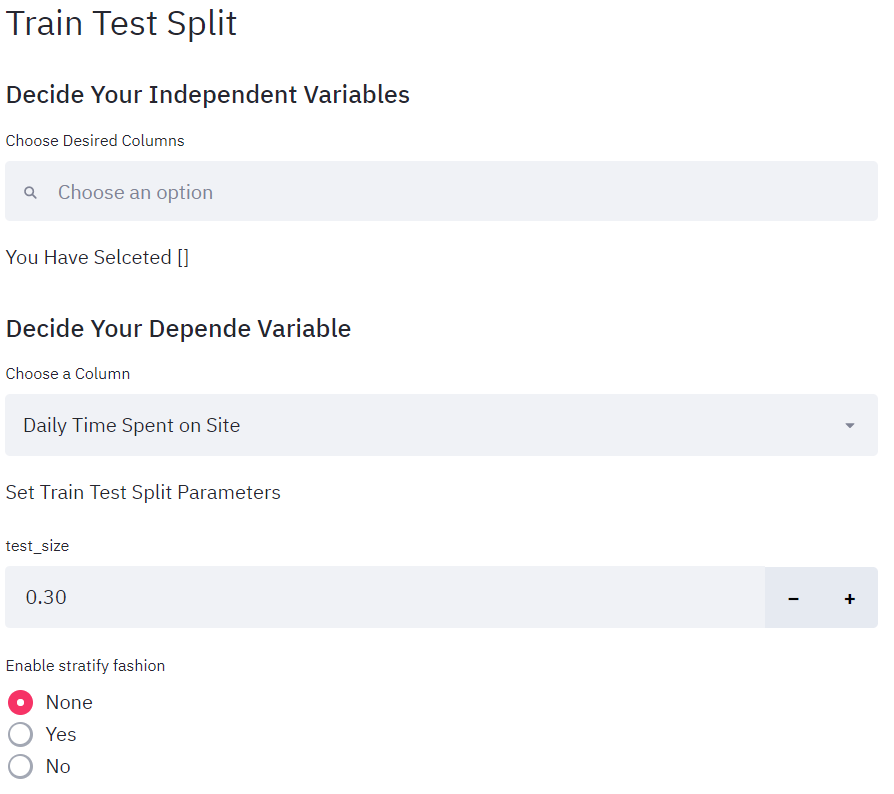 Train Test Split
Decide Your Independent Variables
Choose Desired Columns
Choose an option
You Have Selceted []
Decide Your Depende Variable
Choose a Column
Daily Time Spent on Site
Set Train Test Split Parameters
test_size
0.30 - +
Enable stratify fashion
None
Yes
No